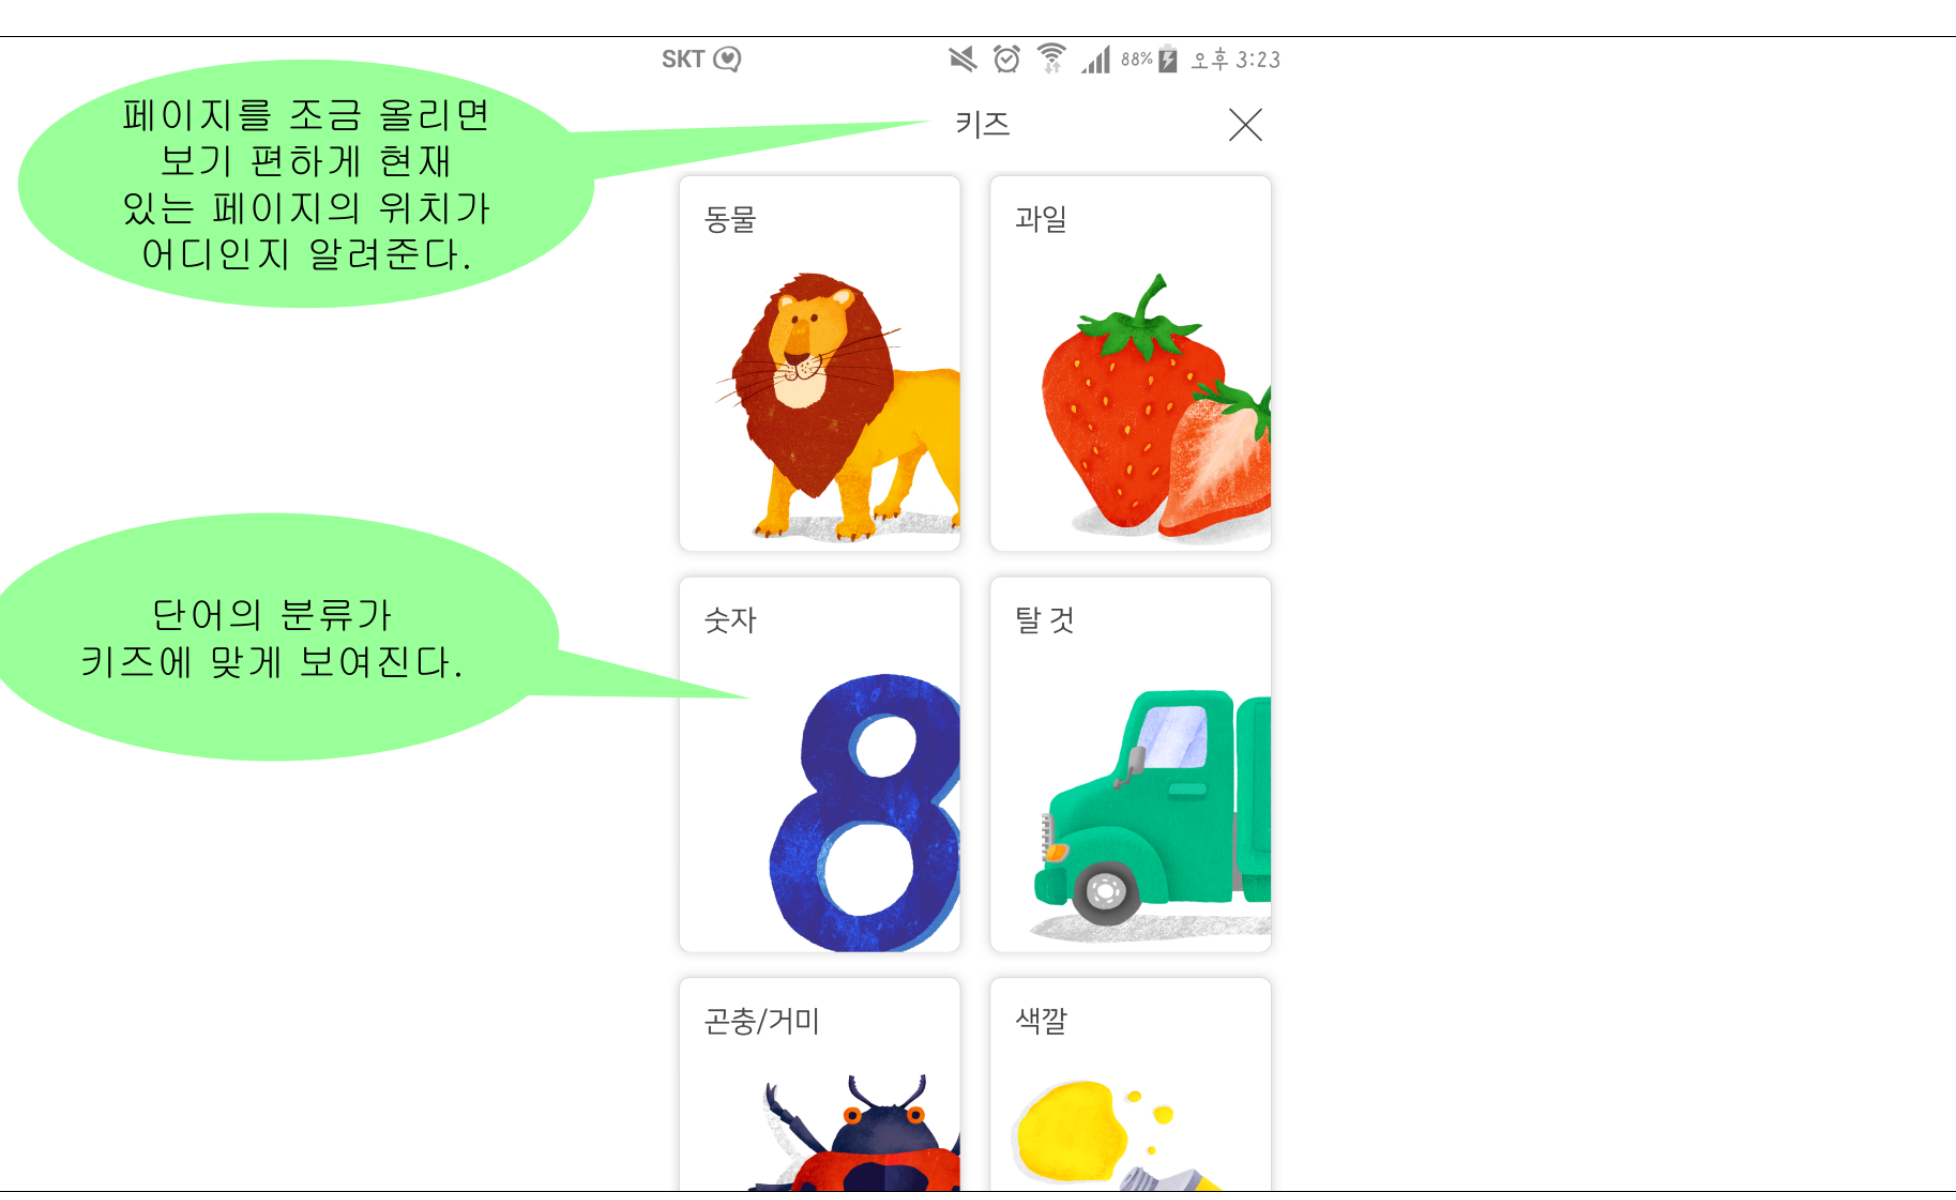 SKT
88% 오후 3:23
키즈
페이지를 조금 올리면
보기 편하게 현재
있는 페이지의 위치가
어디인지 알려준다.
동물
과일
단어의 분류가
키즈에 맞게 보여진다.
숫자
탈 것
8
곤충/거미
색깔